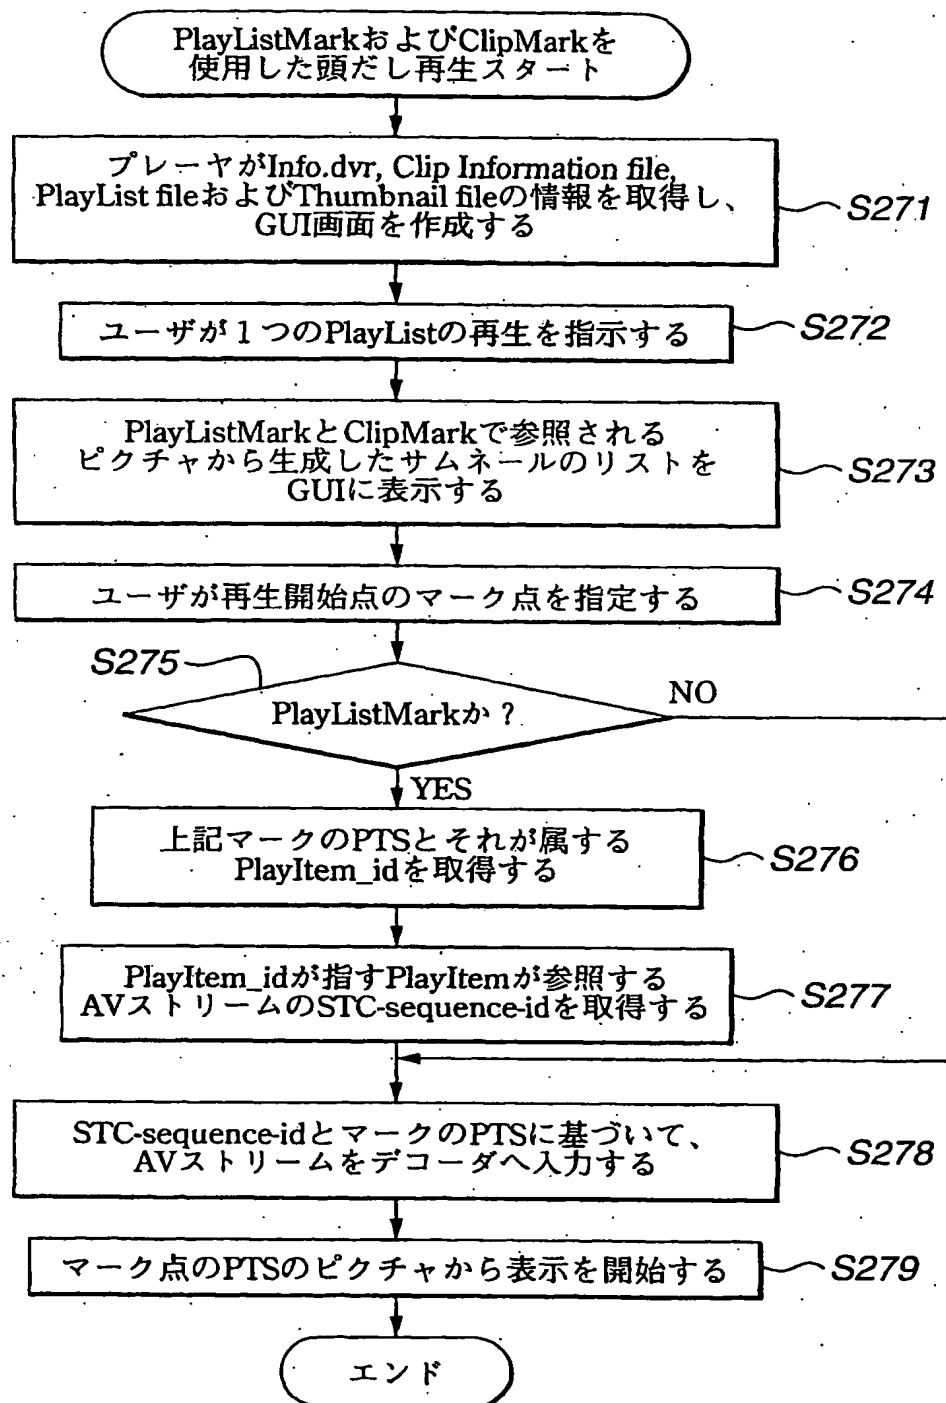 PlayListMarkおよびClipMarkを
使用した頭だし再生スタート
プレーヤがInfo.dvr, Clip Information file,
PlayList fileおよびThumbnail fileの情報を取得し、
GUI画面を作成する
S271
ユーザが１つのPlayListの再生を指示する
S272
PlayListMarkとClipMarkで参照される
ピクチャから生成したサムネールのリストを
GUIに表示する
S273
ユーザが再生開始点のマーク点を指定する
S274
S275
PlayListMarkか？
NO
YES
上記マークのPTSとそれが属する
PlayItem_idを取得する
S276
PlayItem_idが指すPlayItemが参照する
AVストリームのSTC-sequence-idを取得する
S277
STC-sequence-idとマークのPTSに基づいて、
AVストリームをデコーダへ入力する
S278
マーク点のPTSのピクチャから表示を開始する
S279
エンド